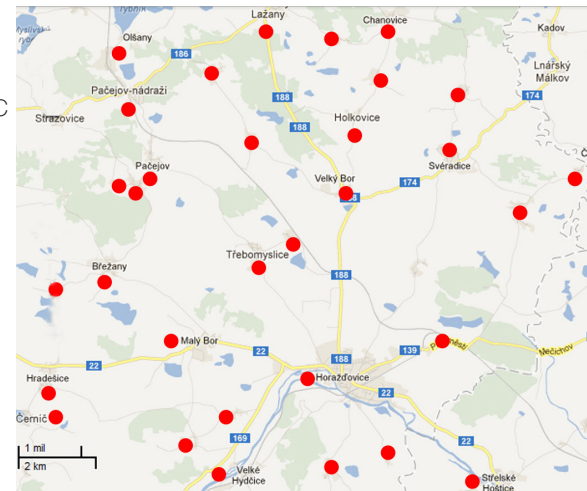 Lažany
Chanovice
Olšany
Kadov
186
Lnářský
Málkov
Pačejov-nádraží
188
174
Strazovice
188
Holkovice
Svéradice
Pačejov
Velký Bor
174
Třebomyslice
Břežany
188
Malý Bor
22
22
188
139
Mečichov
Hradešice
Horažďovice
22
Černíč
169
22
1 mil
2 km
Velké
Hydčice
Střelské
Hoštice